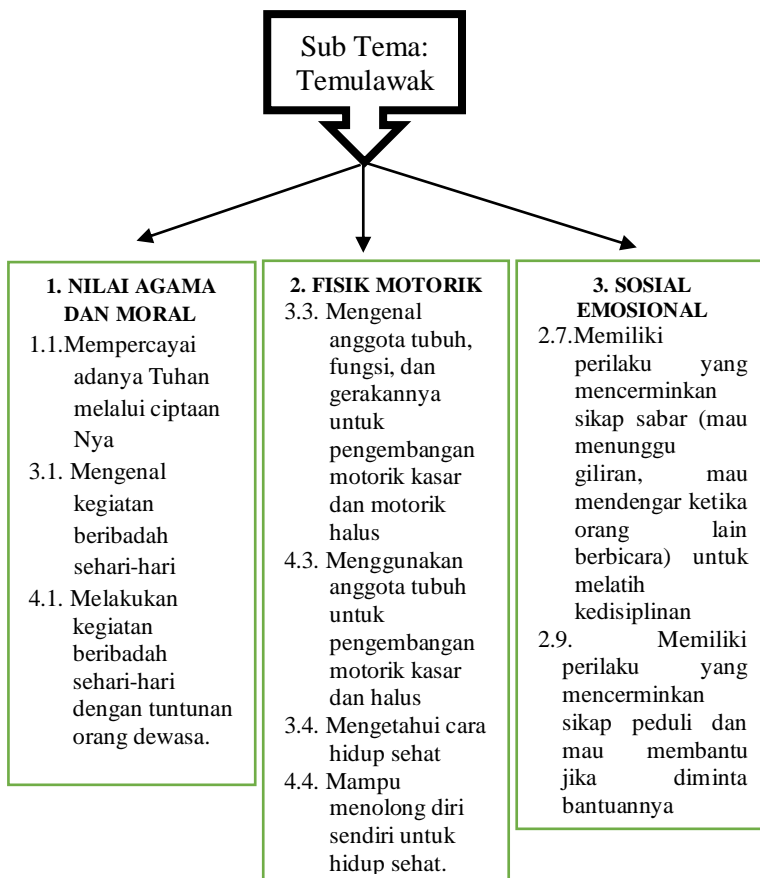 Sub Tema:
Temulawak
1. NILAI AGAMA
DAN MORAL
1.1.Mempercayai
adanya Tuhan
melalui ciptaan
Nya
3.1. Mengenal
kegiatan
beribadah
sehari-hari
4.1. Melakukan
kegiatan
beribadah
sehari-hari
dengan tuntunan
orang dewasa.
2. FISIK MOTORIK
3.3. Mengenal
anggota tubuh,
fungsi, dan
gerakannya
untuk
pengembangan
motorik kasar
dan motorik
halus
4.3. Menggunakan
anggota tubuh
untuk
pengembangan
motorik kasar
dan halus
3.4. Mengetahui cara
hidup sehat
4.4. Mampu
menolong diri
sendiri untuk
hidup sehat.
3. SOSIAL
EMOSIONAL
2.7.Memiliki
perilaku yang
mencerminkan
sikap sabar (mau
menunggu
giliran, mau
mendengar ketika
orang lain
berbicara) untuk
melatih
kedisiplinan
2.9. Memiliki
perilaku yang
mencerminkan
sikap peduli dan
mau membantu
jika diminta
bantuannya